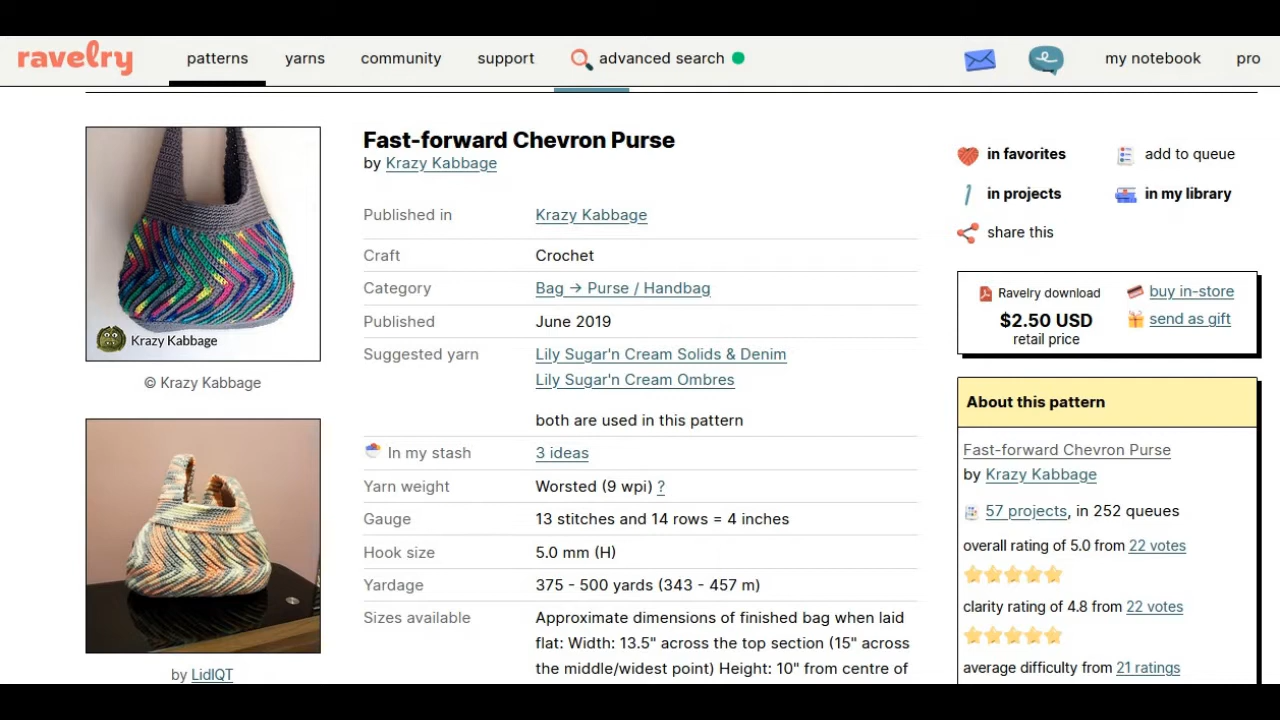 ravelry
patterns
yarns
community
support
advanced search
my notebook
pro
Krazy Kabbage
© Krazy Kabbage
by LidIQT
Fast-forward Chevron Purse
by Krazy Kabbage
Published in Krazy Kabbage
Craft Crochet
Category Bag → Purse / Handbag
Published June 2019
Suggested yarn Lily Sugar'n Cream Solids & Denim
Lily Sugar'n Cream Ombres
both are used in this pattern
In my stash 3 ideas
Yarn weight Worsted (9 wpi) ?
Gauge 13 stitches and 14 rows = 4 inches
Hook size 5.0 mm (H)
Yardage 375 - 500 yards (343 - 457 m)
Sizes available Approximate dimensions of finished bag when laid
flat: Width: 13.5" across the top section (15" across
the middle/widest point) Height: 10" from centre of
in favorites
add to queue
in projects
in my library
share this
Ravelry download
$2.50 USD
retail price
buy in-store
send as gift
About this pattern
Fast-forward Chevron Purse
by Krazy Kabbage
57 projects, in 252 queues
overall rating of 5.0 from 22 votes
clarity rating of 4.8 from 22 votes
average difficulty from 21 ratings